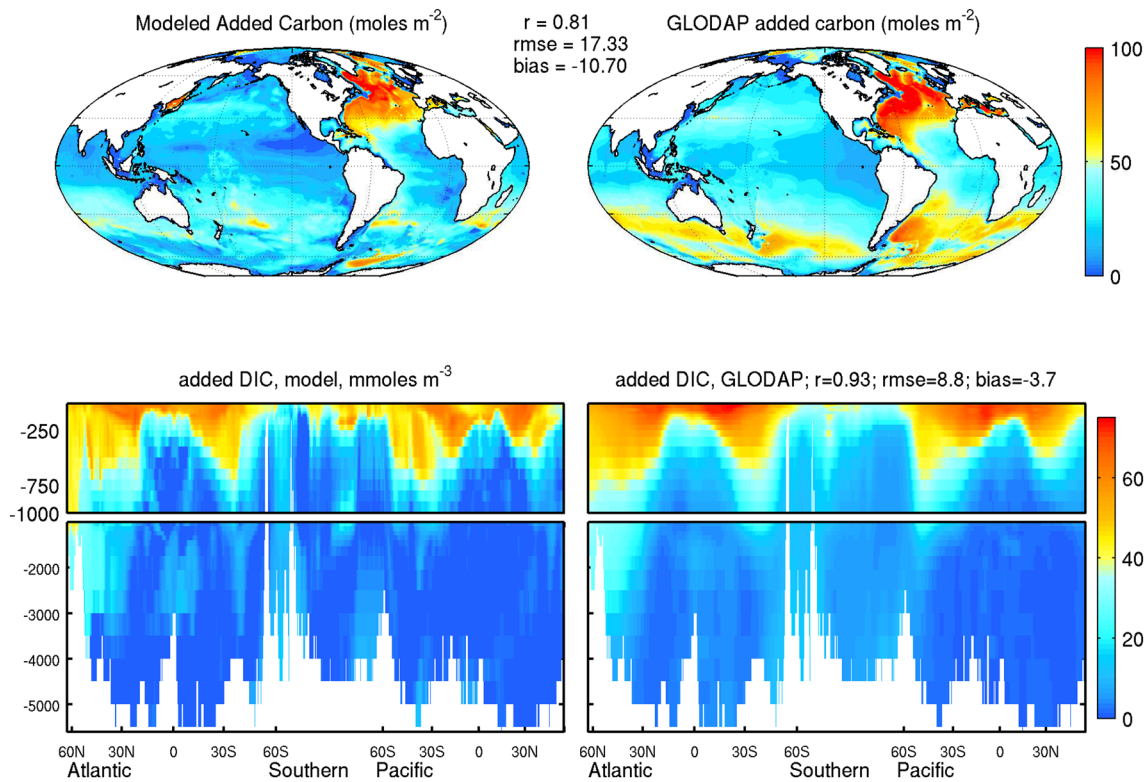 Modeled Added Carbon (moles m⁻²)
r = 0.81
rmse = 17.33
bias = -10.70
GLODAP added carbon (moles m⁻²)
100
50
0
added DIC, model, mmoles m⁻³
added DIC, GLODAP; r=0.93; rmse=8.8; bias=-3.7
-250
-750
-1000
-2000
-3000
-4000
-5000
60
40
20
0
60N 30N 0 30S 60S 60S 30S 0 30N
Atlantic Southern Pacific
60N 30N 0 30S 60S 60S 30S 0 30N
Atlantic Southern Pacific